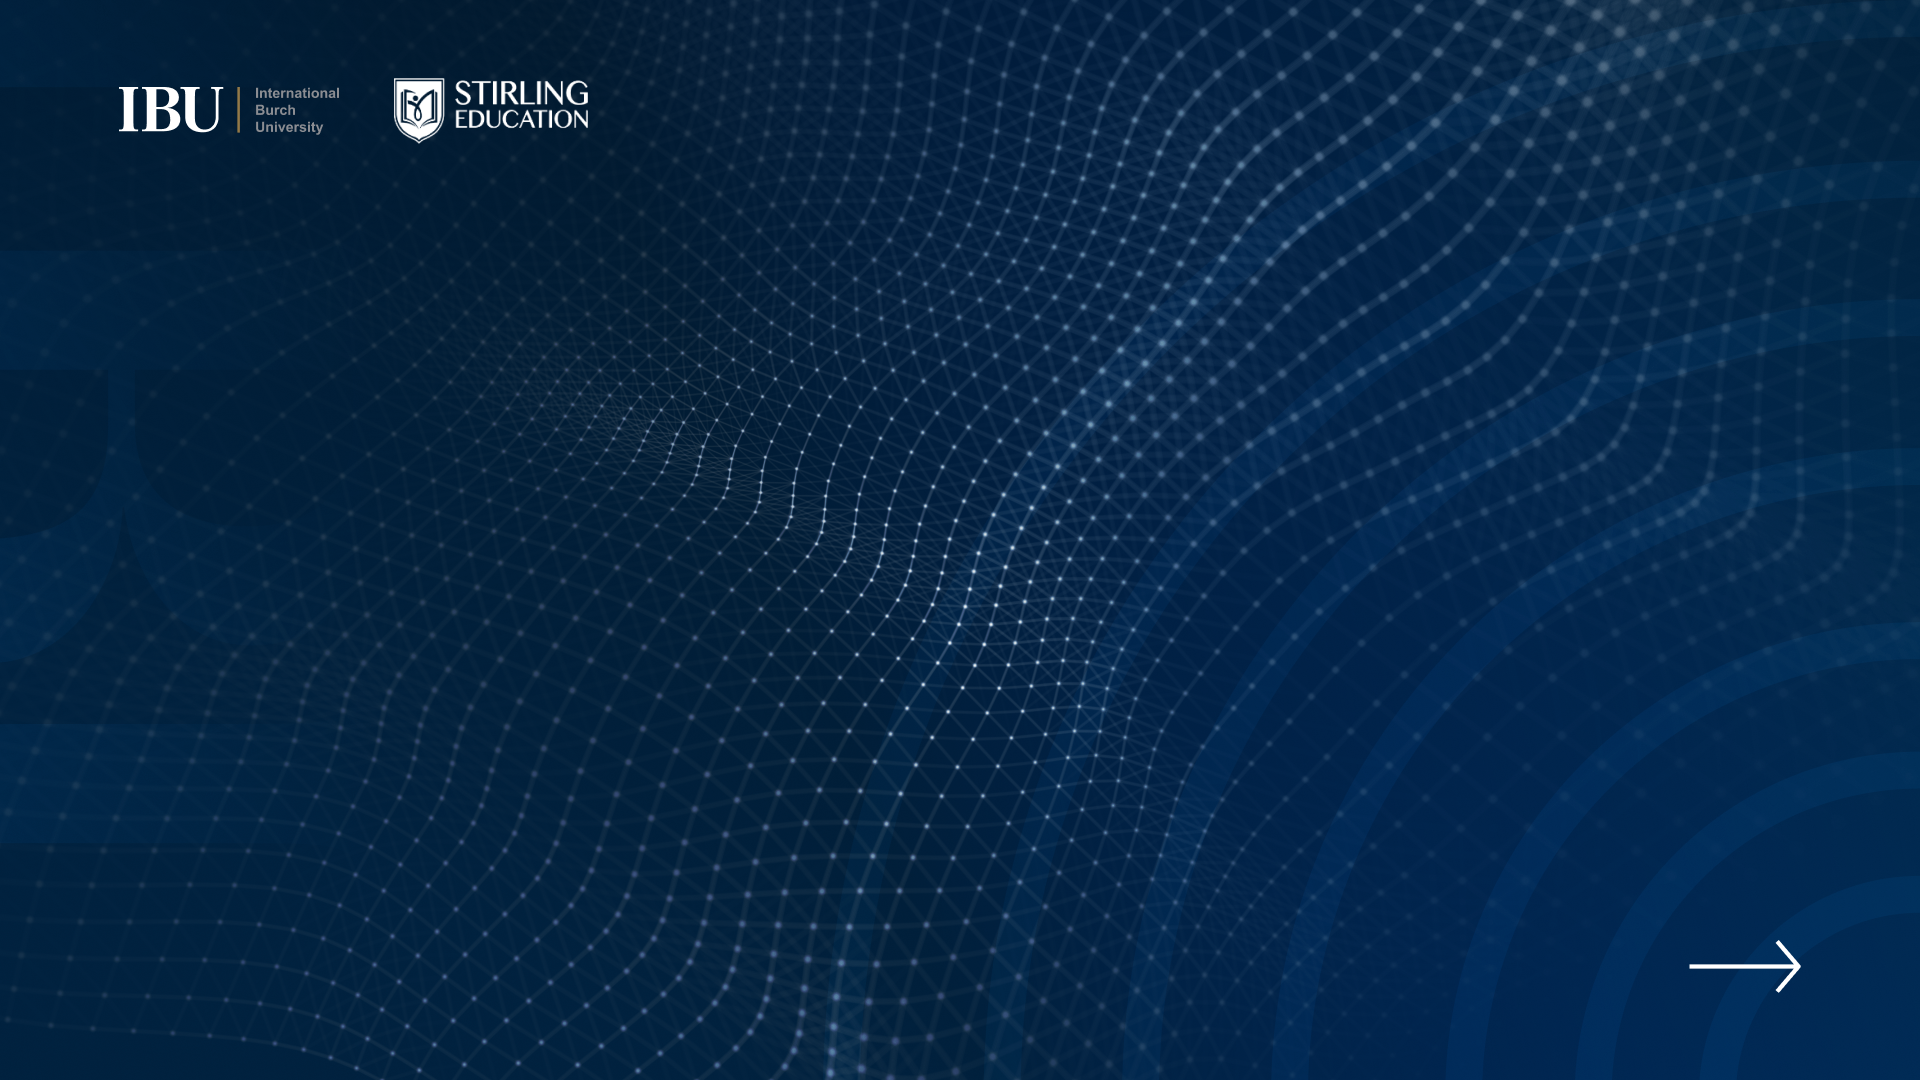 IBU
International
Burch
University
STIRLING
EDUCATION